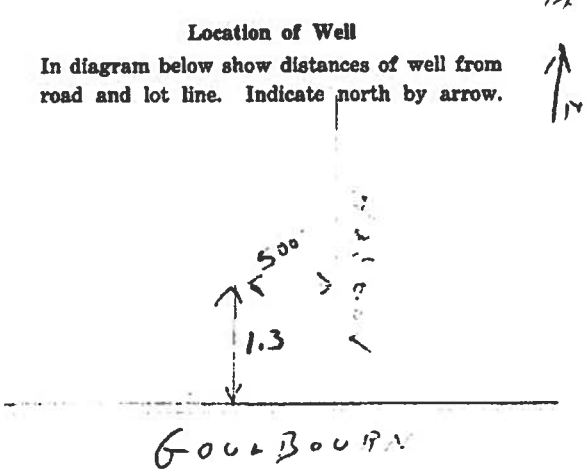 Location of Well
In diagram below show distances of well from
road and lot line. Indicate north by arrow.
N
500
1.3
GOULBOURN